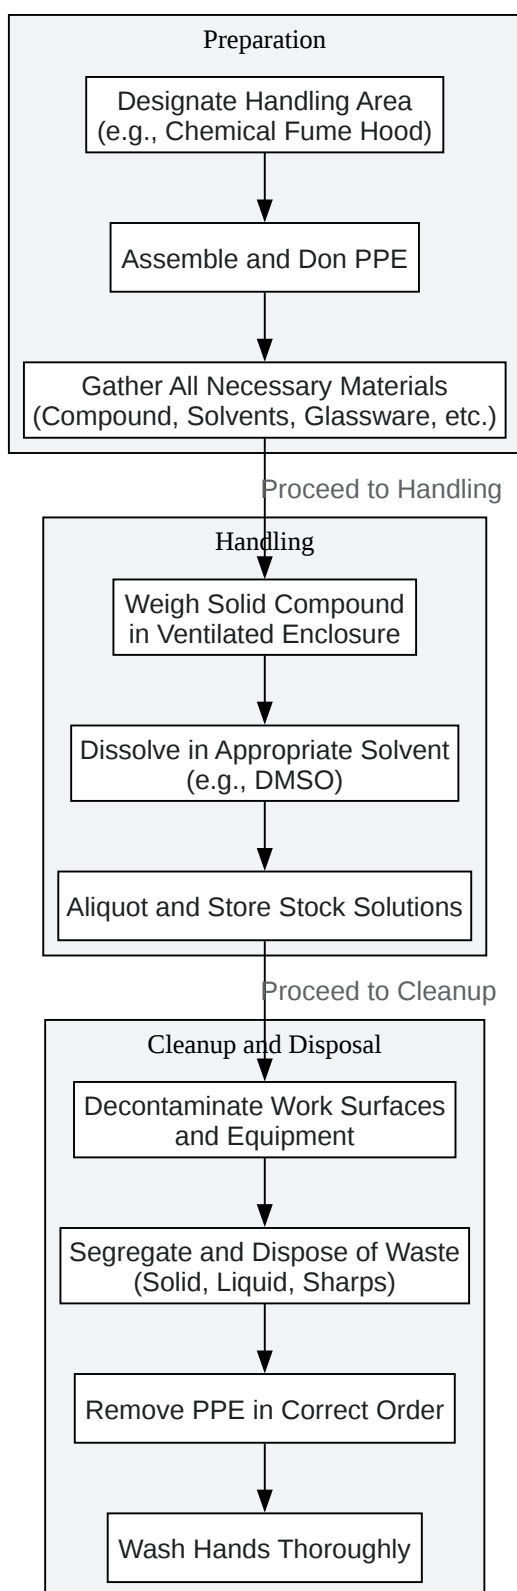 Preparation
Designate Handling Area
(e.g., Chemical Fume Hood)
Assemble and Don PPE
Gather All Necessary Materials
(Compound, Solvents, Glassware, etc.)
Proceed to Handling
Handling
Weigh Solid Compound
in Ventilated Enclosure
Dissolve in Appropriate Solvent
(e.g., DMSO)
Aliquot and Store Stock Solutions
Proceed to Cleanup
Cleanup and Disposal
Decontaminate Work Surfaces
and Equipment
Segregate and Dispose of Waste
(Solid, Liquid, Sharps)
Remove PPE in Correct Order
Wash Hands Thoroughly